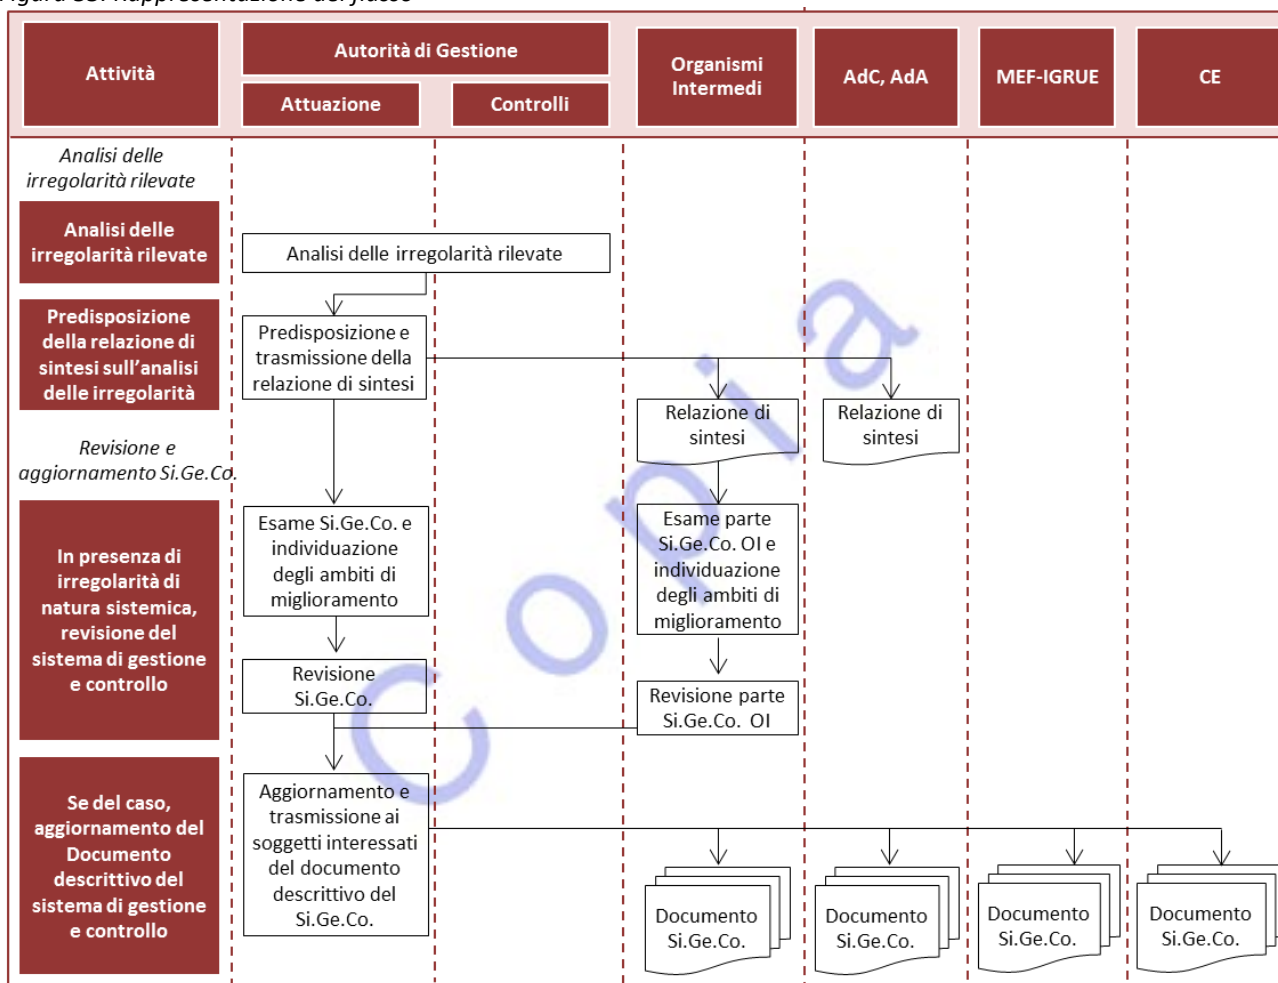 Attività
Autorità di Gestione
Attuazione
Controlli
Organismi
Intermedi
AdC, AdA
MEF-IGRUE
CE
Analisi delle
irregolarità rilevate
Analisi delle
irregolarità rilevate
Analisi delle irregolarità rilevate
Predisposizione
della relazione di
sintesi sull'analisi
delle irregolarità
Predisposizione e
trasmissione della
relazione di sintesi
Relazione di
sintesi
Relazione di
sintesi
Revisione e
aggiornamento Si.Ge.Co.
In presenza di
irregolarità di
natura sistemica,
revisione del
sistema di gestione
e controllo
Esame Si.Ge.Co. e
individuazione
degli ambiti di
miglioramento
Esame parte
Si.Ge.Co. OI e
individuazione
degli ambiti di
miglioramento
Revisione
Si.Ge.Co.
Revisione parte
Si.Ge.Co. OI
Se del caso,
aggiornamento del
Documento
descrittivo del
sistema di gestione
e controllo
Aggiornamento e
trasmissione ai
soggetti interessati
del documento
descrittivo del
Si.Ge.Co.
Documento
Si.Ge.Co.
Documento
Si.Ge.Co.
Documento
Si.Ge.Co.
Documento
Si.Ge.Co.
Copia